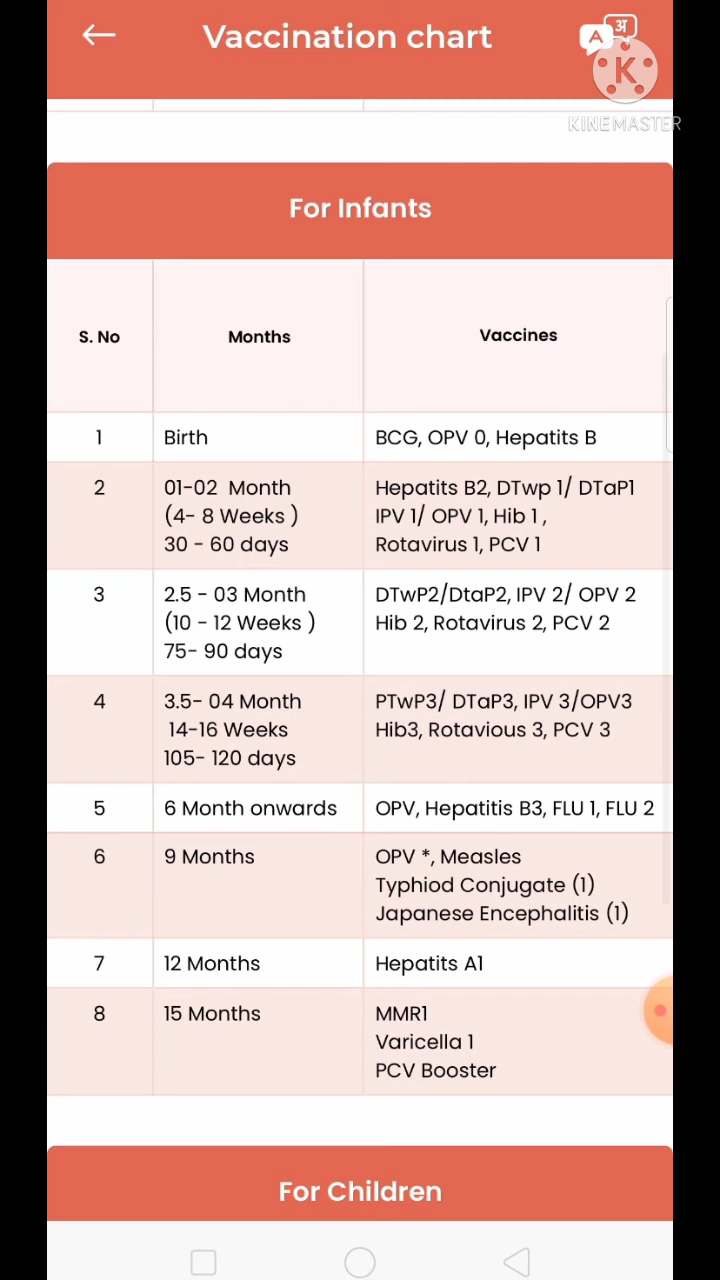 Vaccination chart
A अ
K
KINEMASTER
For Infants
S. No Months Vaccines
1 Birth BCG, OPV 0, Hepatits B
2 01-02 Month Hepatits B2, DTwp 1/ DTaP1
(4- 8 Weeks ) IPV 1/ OPV 1, Hib 1 ,
30 - 60 days Rotavirus 1, PCV 1
3 2.5 - 03 Month DTwP2/DtaP2, IPV 2/ OPV 2
(10 - 12 Weeks ) Hib 2, Rotavirus 2, PCV 2
75- 90 days
4 3.5- 04 Month PTwP3/ DTaP3, IPV 3/OPV3
14-16 Weeks Hib3, Rotavious 3, PCV 3
105- 120 days
5 6 Month onwards OPV, Hepatitis B3, FLU 1, FLU 2
6 9 Months OPV *, Measles
Typhiod Conjugate (1)
Japanese Encephalitis (1)
7 12 Months Hepatits A1
8 15 Months MMR1
Varicella 1
PCV Booster
For Children